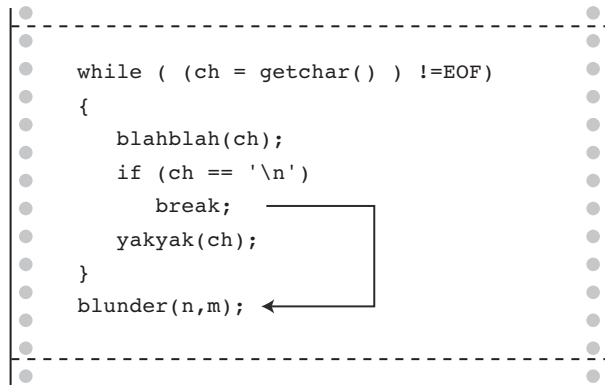 while ( (ch = getchar() ) !=EOF)
{
blahblah(ch);
if (ch == '\n')
break;
yakyak(ch);
}
blunder(n,m);